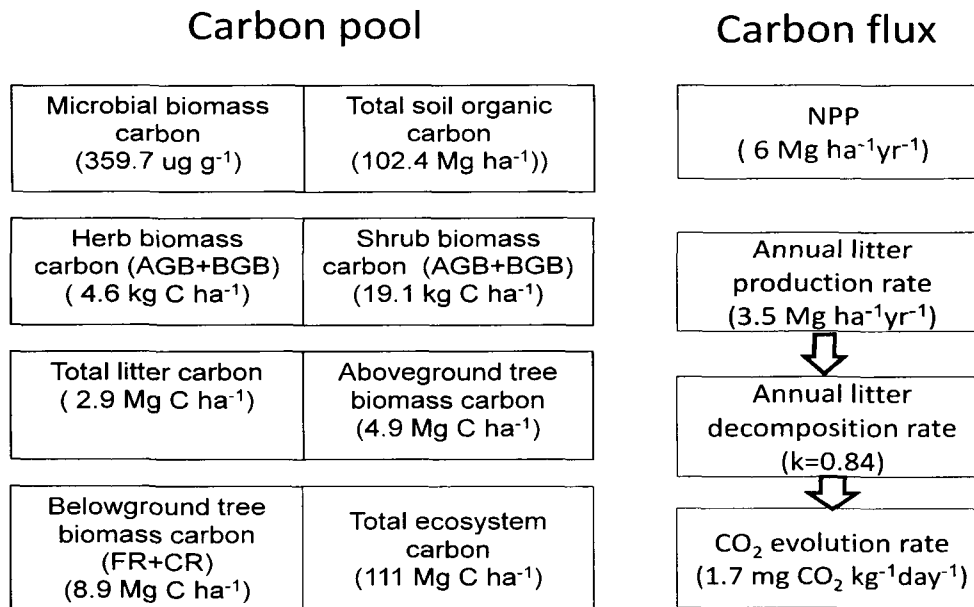 Carbon pool
Microbial biomass
carbon
(359.7 ug g⁻¹)
Total soil organic
carbon
(102.4 Mg ha⁻¹))
Herb biomass
carbon (AGB+BGB)
( 4.6 kg C ha⁻¹)
Shrub biomass
carbon (AGB+BGB)
(19.1 kg C ha⁻¹)
Total litter carbon
( 2.9 Mg C ha⁻¹)
Aboveground tree
biomass carbon
(4.9 Mg C ha⁻¹)
Belowground tree
biomass carbon
(FR+CR)
(8.9 Mg C ha⁻¹)
Total ecosystem
carbon
(111 Mg C ha⁻¹)
Carbon flux
NPP
( 6 Mg ha⁻¹yr⁻¹)
Annual litter
production rate
(3.5 Mg ha⁻¹yr⁻¹)
Annual litter
decomposition rate
(k=0.84)
CO₂ evolution rate
(1.7 mg CO₂ kg⁻¹day⁻¹)